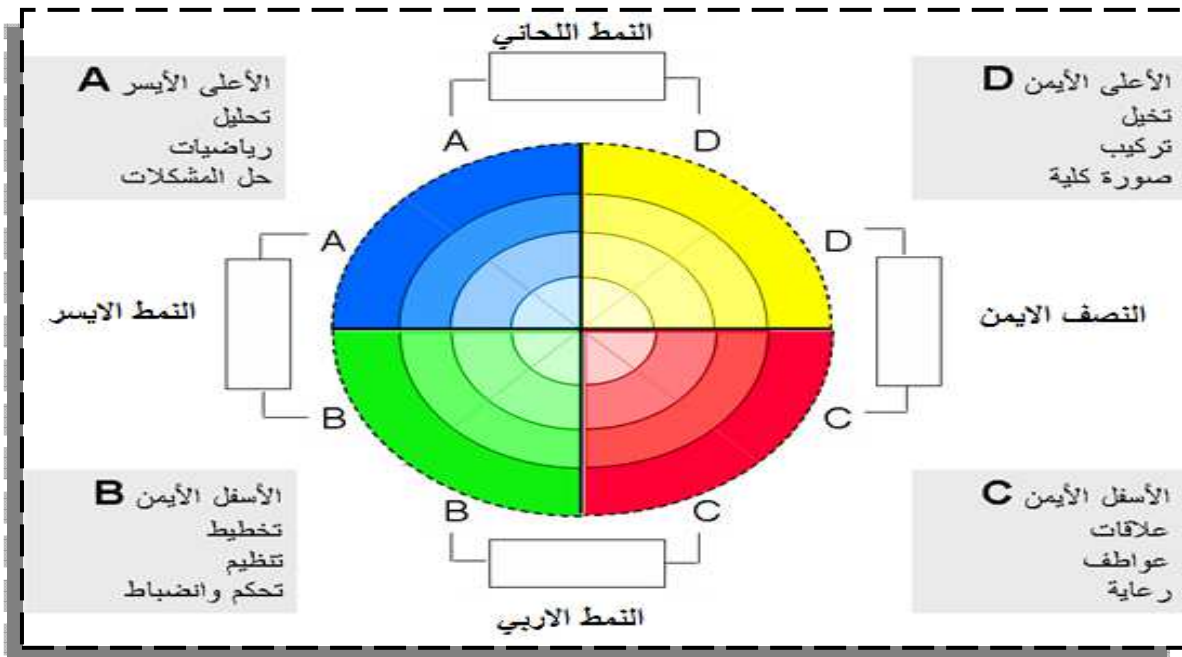 النمط اللحاني
الأعلى الأيمن D
تخيل
تركيب
صورة كلية
الأعلى الأيسر A
تحليل
رياضيات
حل المشكلات
A
D
A
D
النصف الايمن
النمط الايسر
B
C
B
C
الأسفل الأيمن C
علاقات
عواطف
رعاية
الأسفل الأيمن B
تخطيط
تنظيم
تحكم وانضباط
النمط الاربي